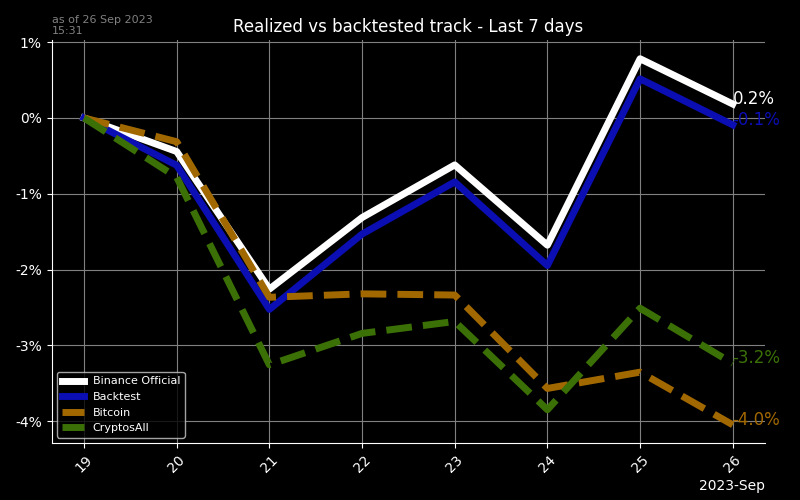 as of 26 Sep 2023
15:31
Realized vs backtested track - Last 7 days
1%
0%
-1%
-2%
-3%
-4%
0.2%
-0.1%
-3.2%
-4.0%
Binance Official
Backtest
Bitcoin
CryptosAll
19
20
21
22
23
24
25
26
2023-Sep